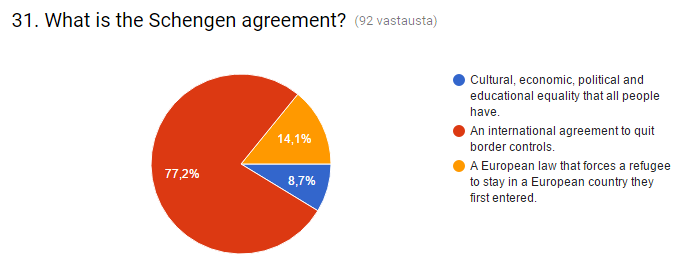 31. What is the Schengen agreement? (92 vastausta)
Cultural, economic, political and
educational equality that all people
have.
An international agreement to quit
border controls.
A European law that forces a refugee
to stay in a European country they
first entered.
14,1%
77,2%
8,7%